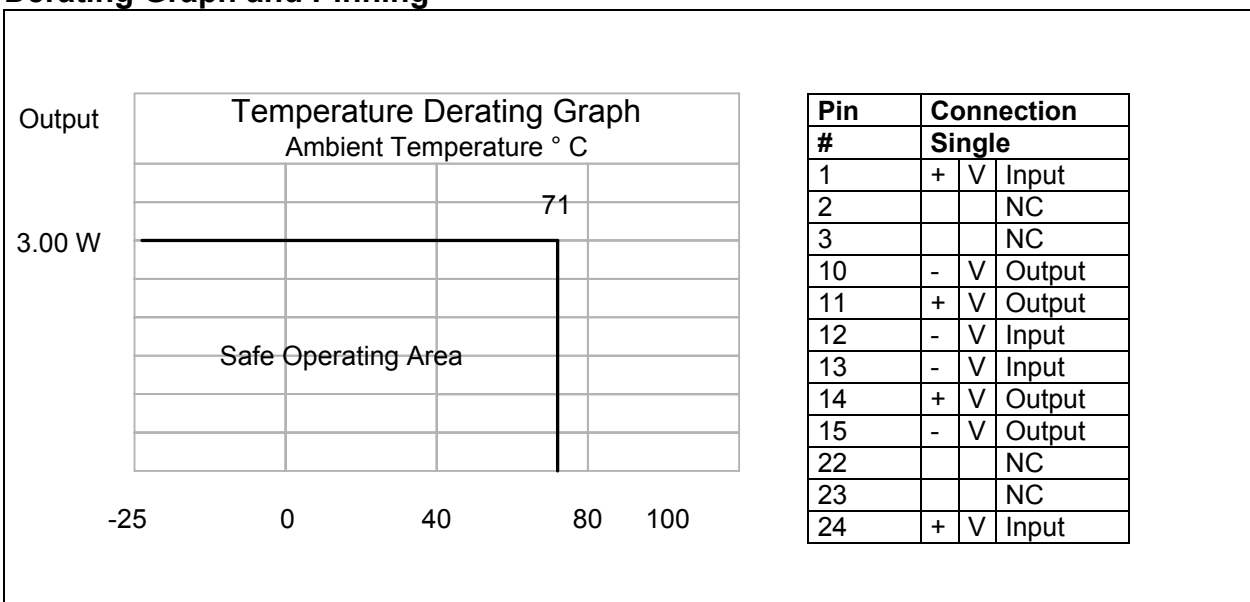 Derating Graph and Pinning
Output
Temperature Derating Graph
Ambient Temperature ° C
71
3.00 W
Safe Operating Area
-25 0 40 80 100
Pin Connection
# Single
1 + V Input
2 NC
3 NC
10 - V Output
11 + V Output
12 - V Input
13 - V Input
14 + V Output
15 - V Output
22 NC
23 NC
24 + V Input